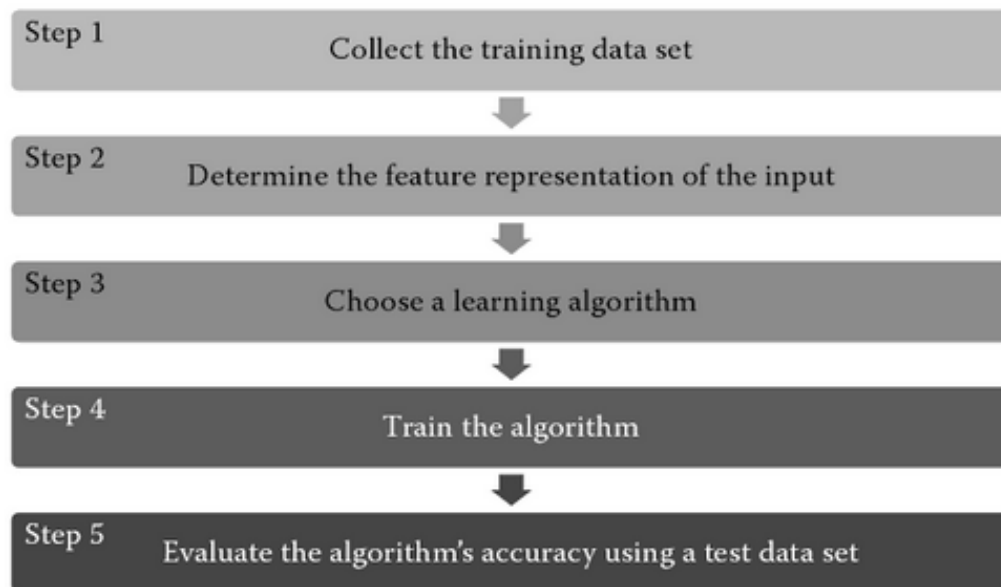 Step 1
Collect the training data set
Step 2
Determine the feature representation of the input
Step 3
Choose a learning algorithm
Step 4
Train the algorithm
Step 5
Evaluate the algorithm's accuracy using a test data set